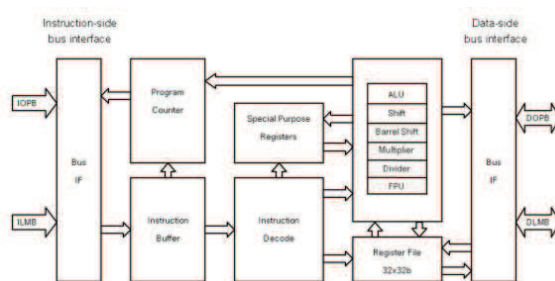 Instruction-side
bus interface
Data-side
bus interface
IOPB
ILMB
Bus
IF
Program
Counter
Special Purpose
Registers
Instruction
Buffer
Instruction
Decode
ALU
Shift
Barrel Shift
Multiplier
Divider
FPU
Register File
32x32b
Bus
IF
DOPB
DLMB